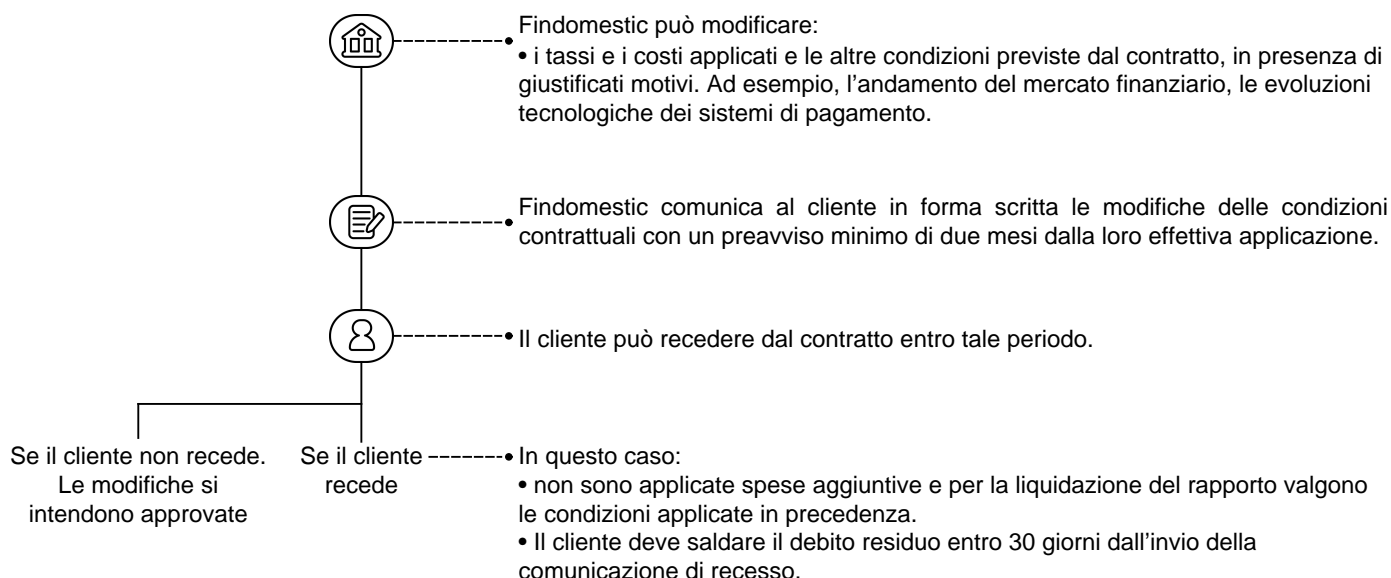 Findomestic può modificare:
• i tassi e i costi applicati e le altre condizioni previste dal contratto, in presenza di
giustificati motivi. Ad esempio, l’andamento del mercato finanziario, le evoluzioni
tecnologiche dei sistemi di pagamento.
Findomestic comunica al cliente in forma scritta le modifiche delle condizioni
contrattuali con un preavviso minimo di due mesi dalla loro effettiva applicazione.
Il cliente può recedere dal contratto entro tale periodo.
Se il cliente non recede.
Le modifiche si
intendono approvate
Se il cliente
recede
In questo caso:
• non sono applicate spese aggiuntive e per la liquidazione del rapporto valgono
le condizioni applicate in precedenza.
• Il cliente deve saldare il debito residuo entro 30 giorni dall’invio della
comunicazione di recesso.